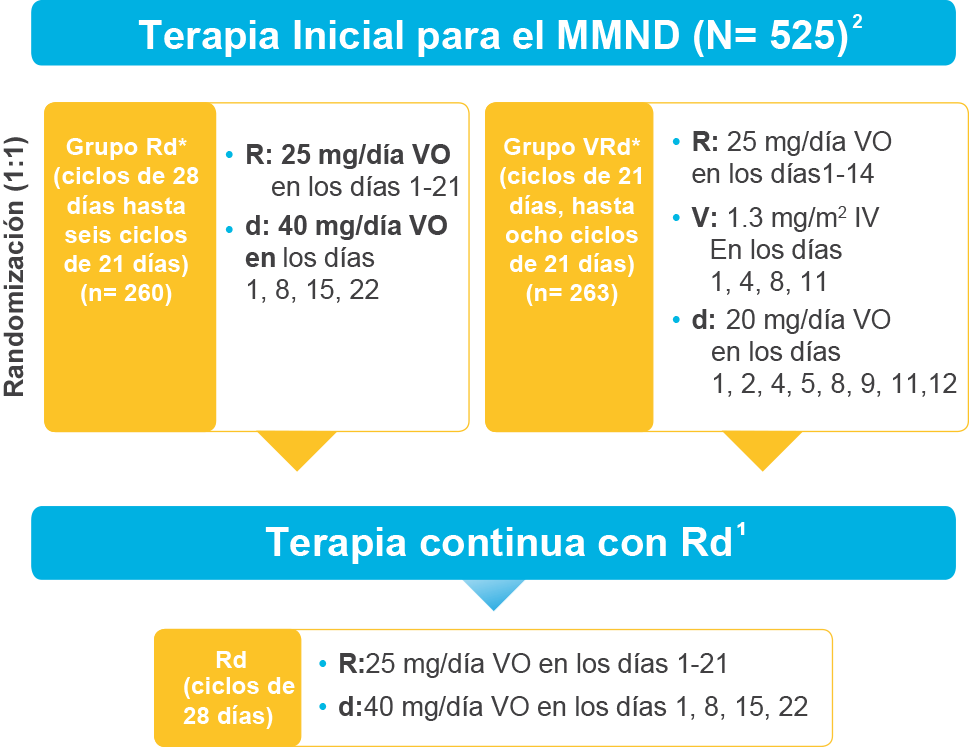 Terapia Inicial para el MMND (N= 525)²
Randomización (1:1)
Grupo Rd*
(ciclos de 28
días hasta
seis ciclos
de 21 días)
(n= 260)
• R: 25 mg/día VO
en los días 1-21
• d: 40 mg/día VO
en los días
1, 8, 15, 22
Grupo VRd*
(ciclos de 21
días, hasta
ocho ciclos
de 21 días)
(n= 263)
• R: 25 mg/día VO
en los días1-14
• V: 1.3 mg/m² IV
En los días
1, 4, 8, 11
• d: 20 mg/día VO
en los días
1, 2, 4, 5, 8, 9, 11,12
Terapia continua con Rd¹
Rd
(ciclos de
28 días)
• R:25 mg/día VO en los días 1-21
• d:40 mg/día VO en los días 1, 8, 15, 22